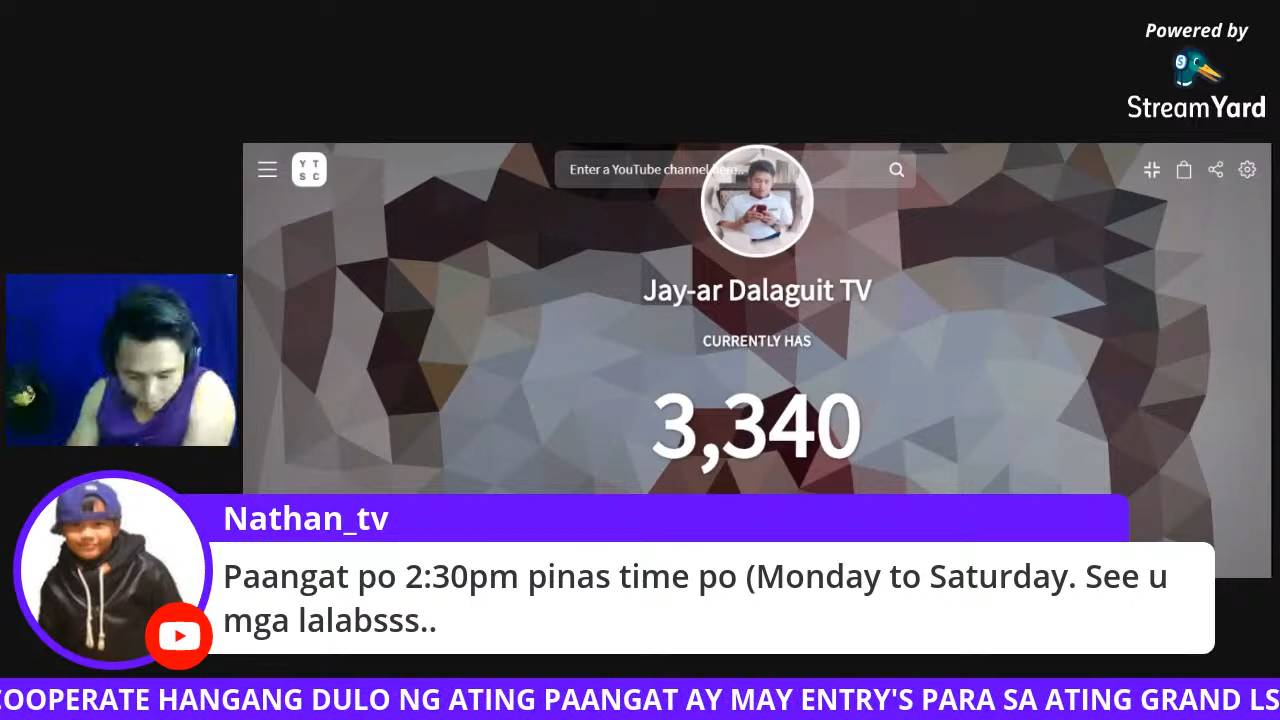 Powered by
StreamYard
Y T
S C
Enter a YouTube channel here...
Jay-ar Dalaguit TV
CURRENTLY HAS
3,340
Nathan_tv
Paangat po 2:30pm pinas time po (Monday to Saturday. See u
mga lalabsss..
COOPERATE HANGANG DULO NG ATING PAANGAT AY MAY ENTRY'S PARA SA ATING GRAND LS